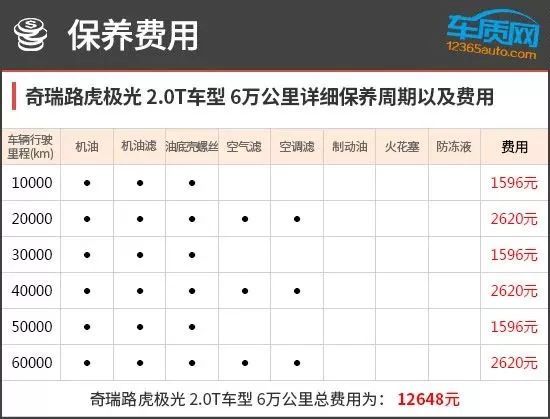 保养费用
车质网
12365auto.com
奇瑞路虎极光 2.0T车型 6万公里详细保养周期以及费用
车辆行驶里程(km) 机油 机油滤 油底壳螺丝 空气滤 空调滤 制动油 火花塞 防冻液 费用
10000 ● ● ● 1596元
20000 ● ● ● ● ● 2620元
30000 ● ● ● 1596元
40000 ● ● ● ● ● 2620元
50000 ● ● ● 1596元
60000 ● ● ● ● ● 2620元
奇瑞路虎极光 2.0T车型 6万公里总费用为： 12648元